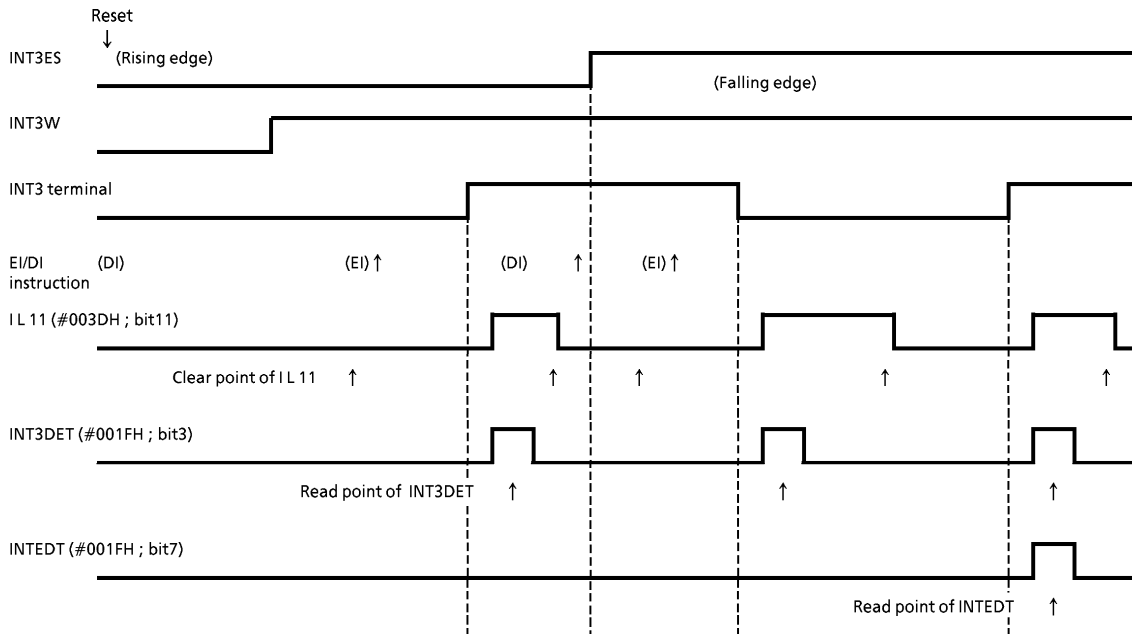 Reset
↓
INT3ES (Rising edge)
(Falling edge)
INT3W
INT3 terminal
EI/DI (DI) (EI)↑ (DI) ↑ (EI)↑
instruction
I L 11 (#003DH ; bit11)
Clear point of I L 11 ↑ ↑ ↑ ↑ ↑
INT3DET (#001FH ; bit3)
Read point of INT3DET ↑ ↑ ↑
INTEDT (#001FH ; bit7)
Read point of INTEDT ↑